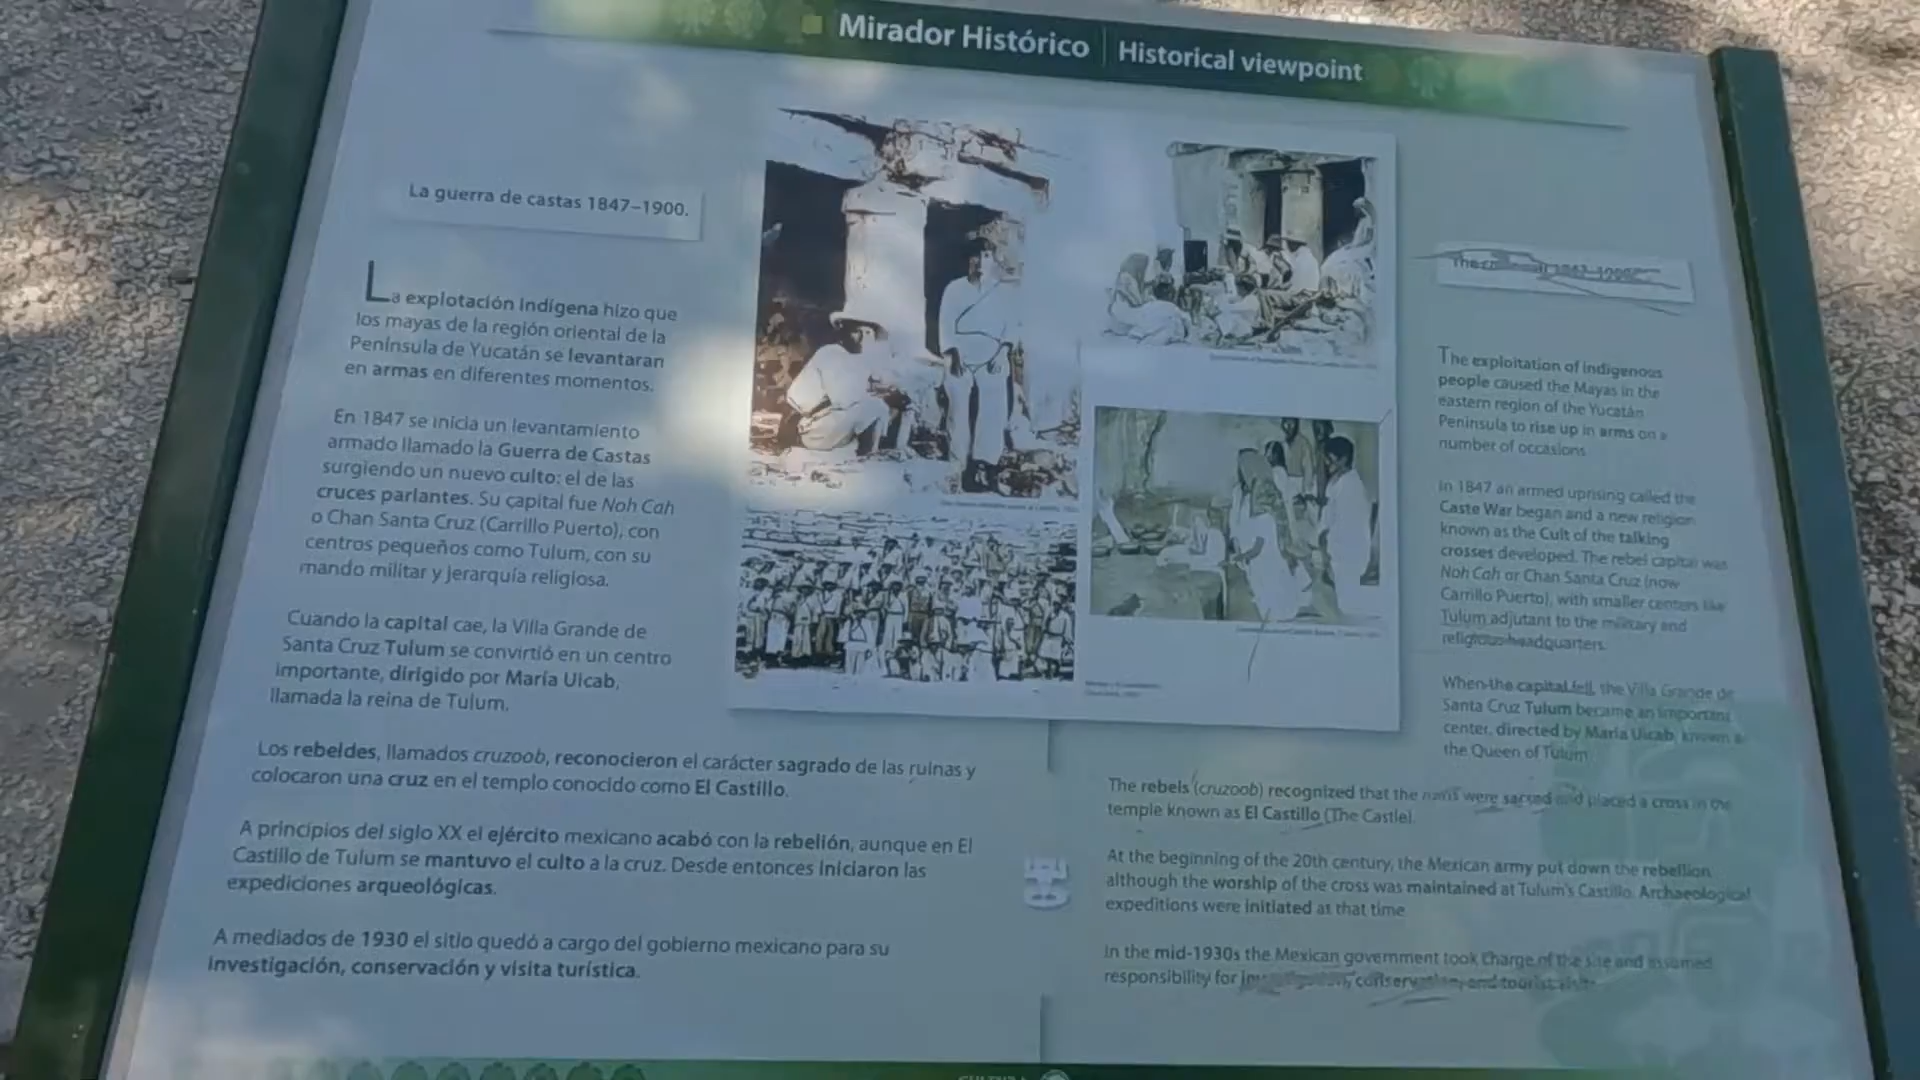 Mirador Histórico | Historical viewpoint
La guerra de castas 1847–1900.
La explotación indígena hizo que
los mayas de la región oriental de la
Península de Yucatán se levantaran
en armas en diferentes momentos.
En 1847 se inicia un levantamiento
armado llamado la Guerra de Castas
surgiendo un nuevo culto: el de las
cruces parlantes. Su capital fue Noh Cah
o Chan Santa Cruz (Carrillo Puerto), con
centros pequeños como Tulum, con su
mando militar y jerarquía religiosa.
Cuando la capital cae, la Villa Grande de
Santa Cruz Tulum se convirtió en un centro
importante, dirigido por María Uicab,
llamada la reina de Tulum.
Los rebeldes, llamados cruzoob, reconocieron el carácter sagrado de las ruinas y
colocaron una cruz en el templo conocido como El Castillo.
A principios del siglo XX el ejército mexicano acabó con la rebelión, aunque en El
Castillo de Tulum se mantuvo el culto a la cruz. Desde entonces iniciaron las
expediciones arqueológicas.
A mediados de 1930 el sitio quedó a cargo del gobierno mexicano para su
investigación, conservación y visita turística.
The exploitation of indigenous
people caused the Mayas in the
eastern region of the Yucatán
Peninsula to rise up in arms on a
number of occasions
In 1847 an armed uprising called the
Caste War began and a new religion
known as the Cult of the talking
crosses developed. The rebel capital was
Noh Cah or Chan Santa Cruz (now
Carrillo Puerto), with smaller centers like
Tulum adjutant to the military and
religious headquarters.
When the capital fell, the Villa Grande de
Santa Cruz Tulum became an important
center, directed by María Uicab, known
the Queen of Tulum
The rebels (cruzoob) recognized that the ruins were sacred and placed a cross in the
temple known as El Castillo (The Castle).
At the beginning of the 20th century, the Mexican army put down the rebellion
although the worship of the cross was maintained at Tulum's Castillo. Archaeological
expeditions were initiated at that time
In the mid-1930s the Mexican government took Charge of the site and assumed
responsibility for investigation, conservation, and tourist visits